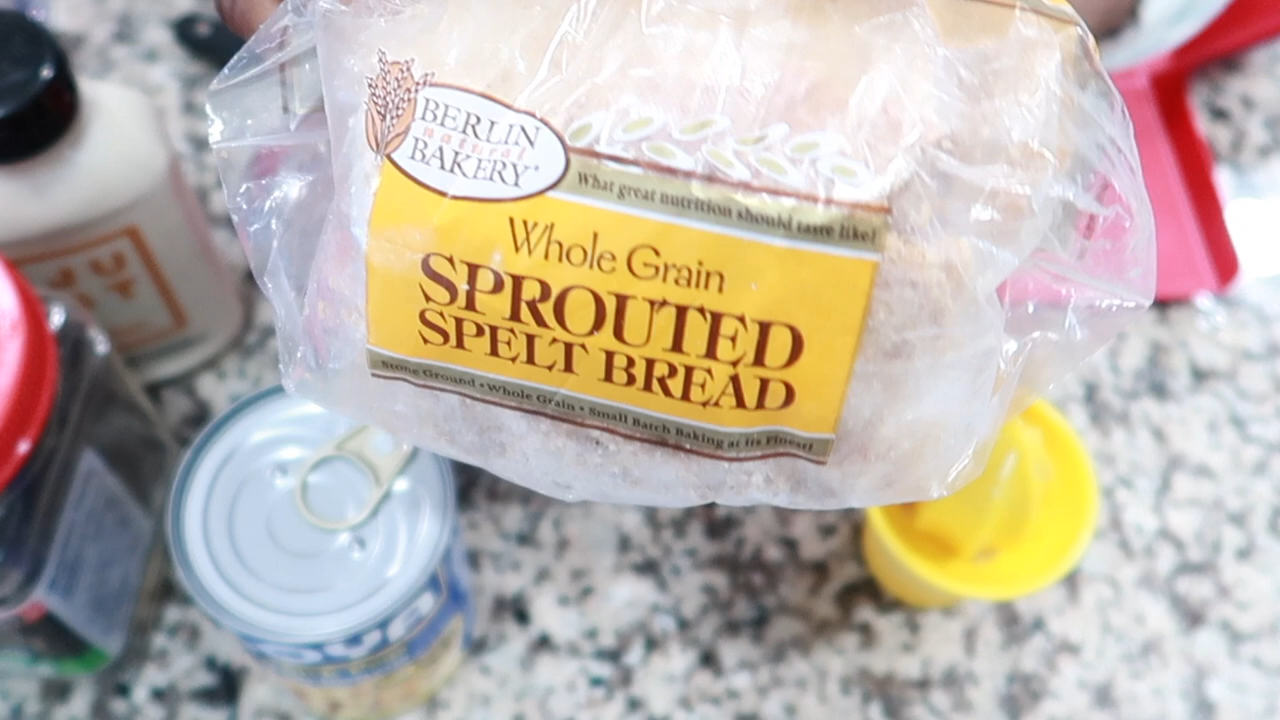 BERLIN
natural
BAKERY
What great nutrition should taste like!
Whole Grain
SPROUTED
SPELT BREAD
Stone Ground • Whole Grain • Small Batch Baking at its Finest!